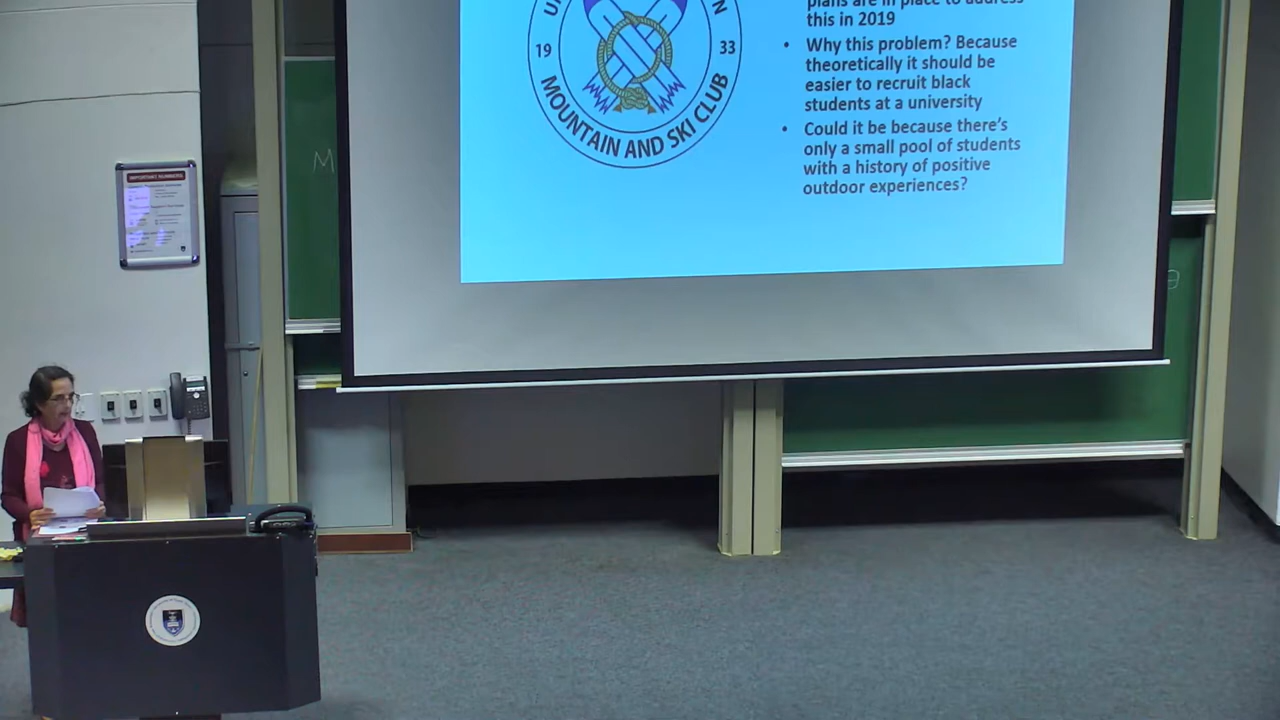 plans are in place to address
this in 2019
• Why this problem? Because
theoretically it should be
easier to recruit black
students at a university
• Could it be because there's
only a small pool of students
with a history of positive
outdoor experiences?
19 33
MOUNTAIN AND SKI CLUB
IMPORTANT NUMBERS
M